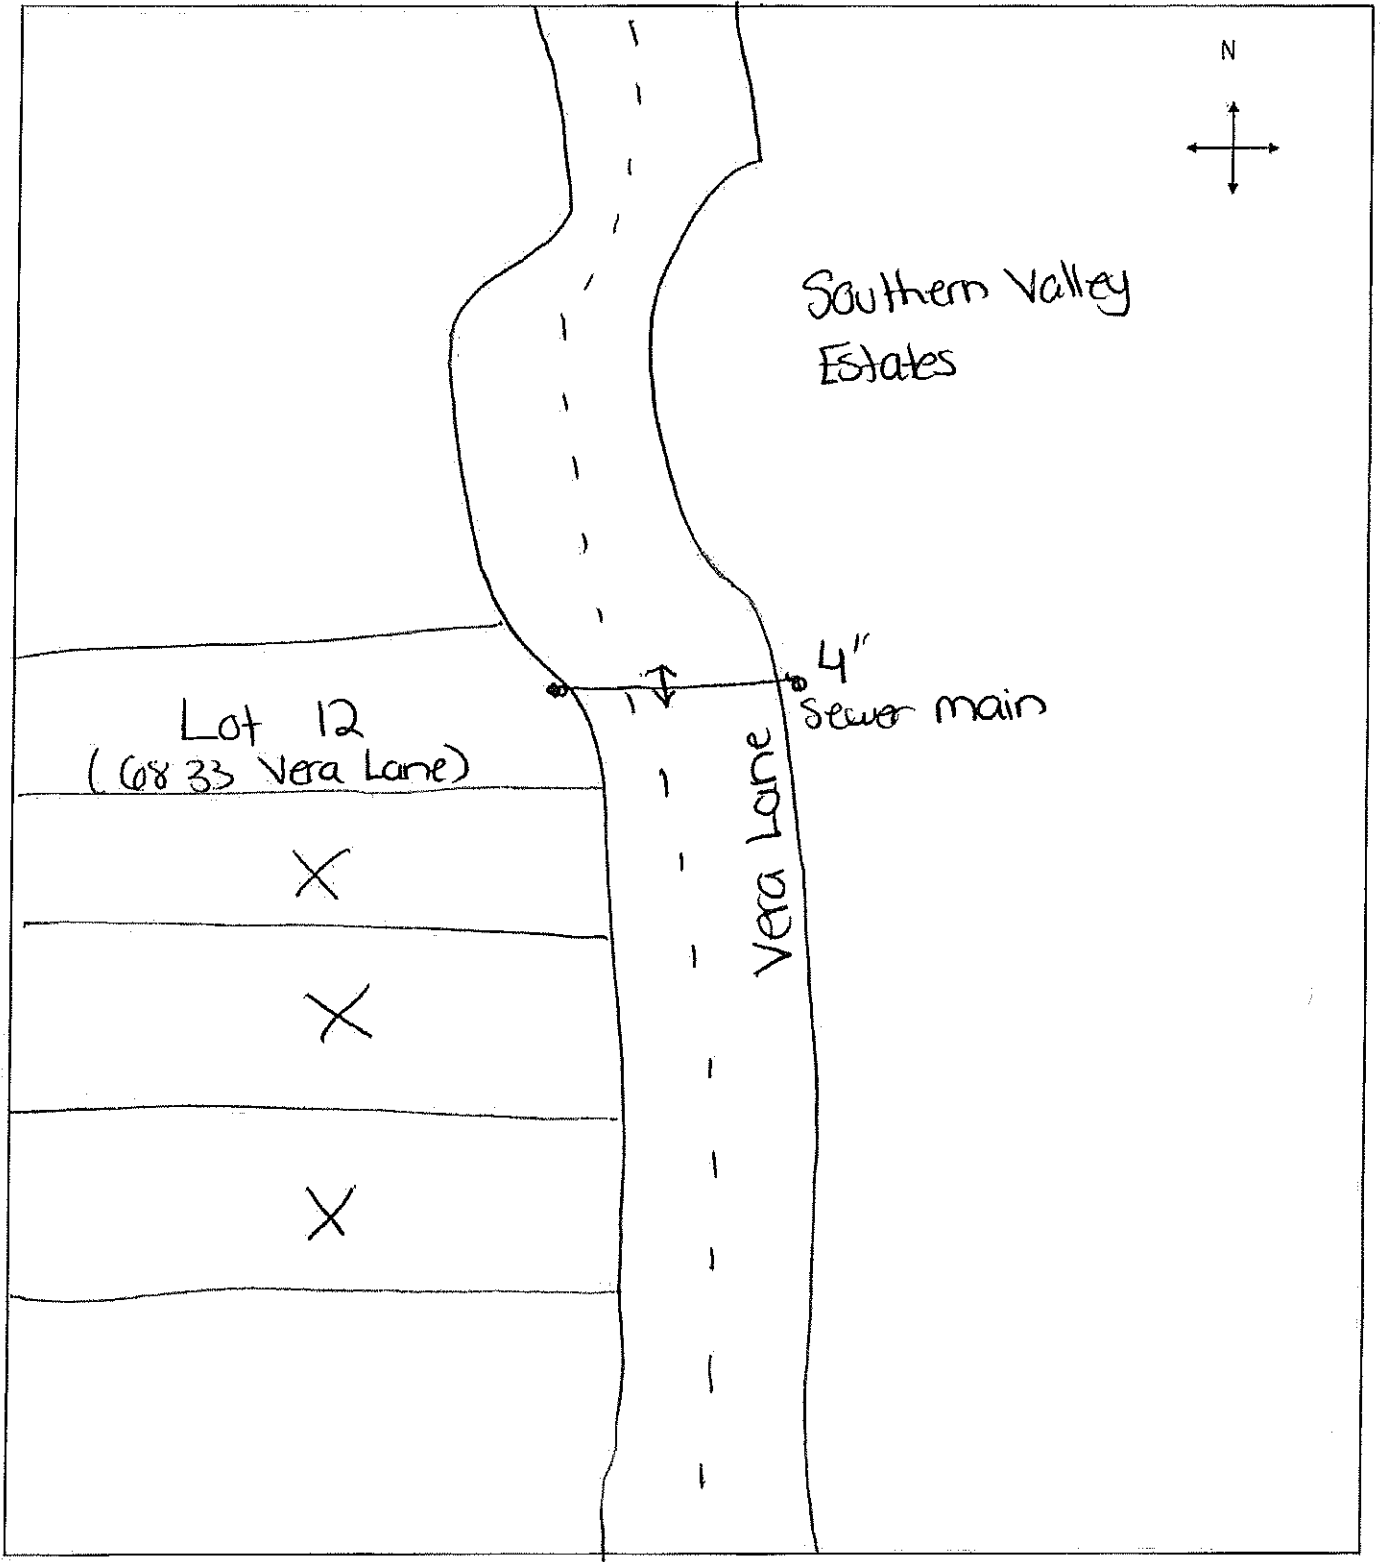 N
Southern Valley
Estates
4"
Sewer main
Lot 12
(6833 Vera Lane)
Vera Lane
X
X
X